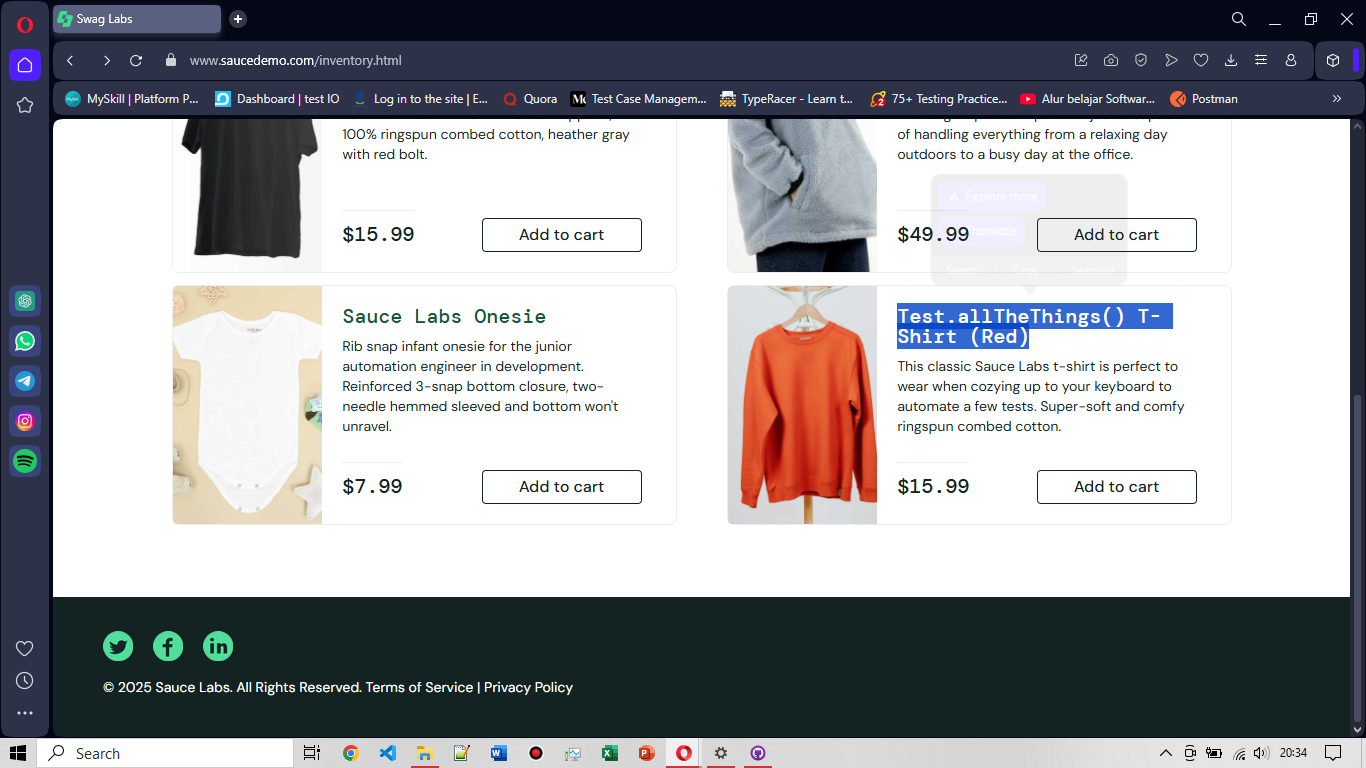 Swag Labs
www.saucedemo.com/inventory.html
MySkill | Platform P...
Dashboard | test IO
Log in to the site | E...
Quora
Test Case Managem...
TypeRacer - Learn t...
75+ Testing Practice...
Alur belajar Softwar...
Postman
100% ringspun combed cotton, heather gray
with red bolt.
$15.99
Add to cart
of handling everything from a relaxing day
outdoors to a busy day at the office.
Explore more
$49.99
Add to cart
Sauce Labs Onesie
Rib snap infant onesie for the junior
automation engineer in development.
Reinforced 3-snap bottom closure, two-
needle hemmed sleeved and bottom won't
unravel.
$7.99
Add to cart
Test.allTheThings() T-
Shirt (Red)
This classic Sauce Labs t-shirt is perfect to
wear when cozying up to your keyboard to
automate a few tests. Super-soft and comfy
ringspun combed cotton.
$15.99
Add to cart
© 2025 Sauce Labs. All Rights Reserved. Terms of Service | Privacy Policy
Search
20:34